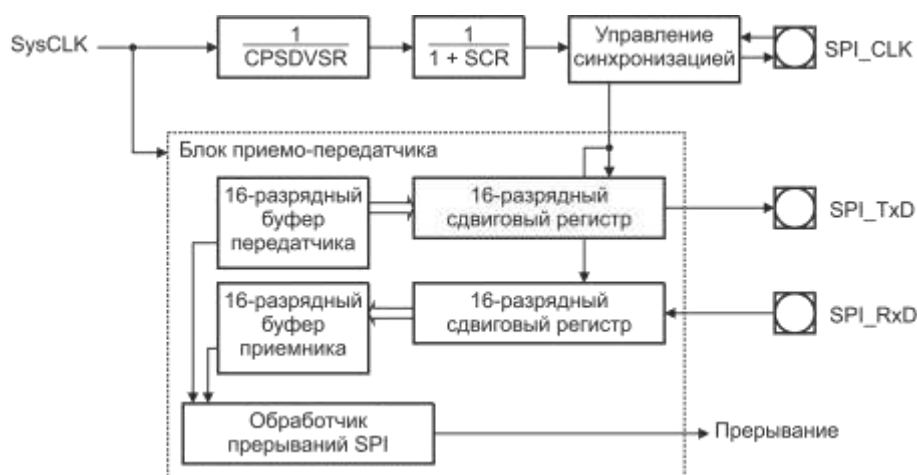 SysCLK
1
CPSDVSR
1
1 + SCR
Управление
синхронизацией
SPI_CLK
Блок приемо-передатчика
16-разрядный
буфер
передатчика
16-разрядный
сдвиговый регистр
SPI_TxD
16-разрядный
буфер
приемника
16-разрядный
сдвиговый регистр
SPI_RxD
Обработчик
прерываний SPI
Прерывание